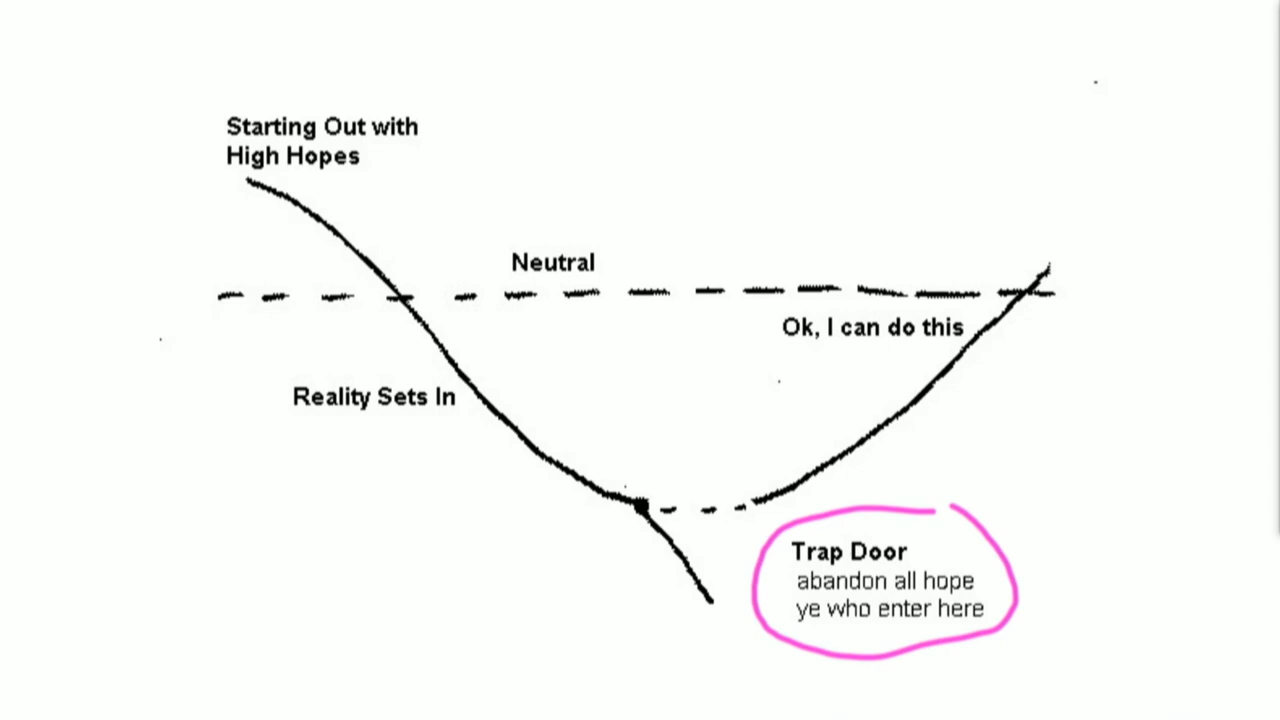 Starting Out with
High Hopes
Neutral
Ok, I can do this
Reality Sets In
Trap Door
abandon all hope
ye who enter here